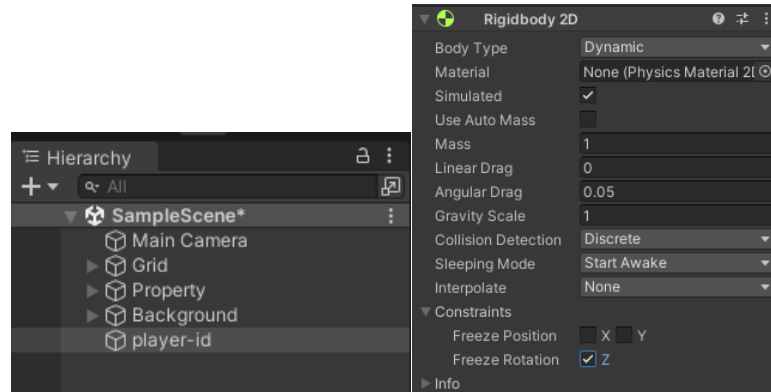 Hierarchy
All
SampleScene*
Main Camera
Grid
Property
Background
player-id
Rigidbody 2D
Body Type Dynamic
Material None (Physics Material 2[
Simulated
Use Auto Mass
Mass 1
Linear Drag 0
Angular Drag 0.05
Gravity Scale 1
Collision Detection Discrete
Sleeping Mode Start Awake
Interpolate None
Constraints
Freeze Position X Y
Freeze Rotation Z
Info